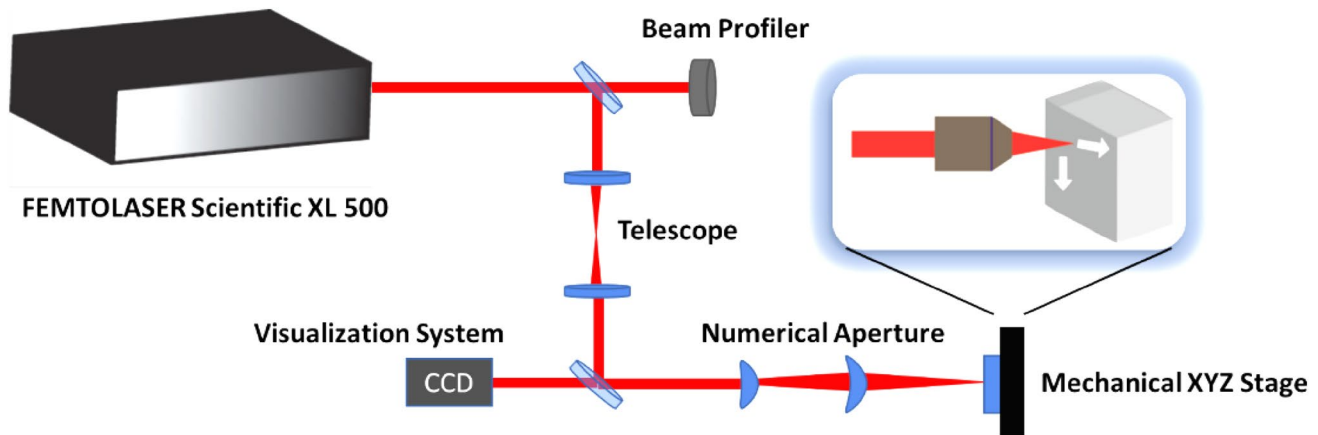 Beam Profiler
FEMTOLASER Scientific XL 500
Telescope
Visualization System
Numerical Aperture
CCD
Mechanical XYZ Stage